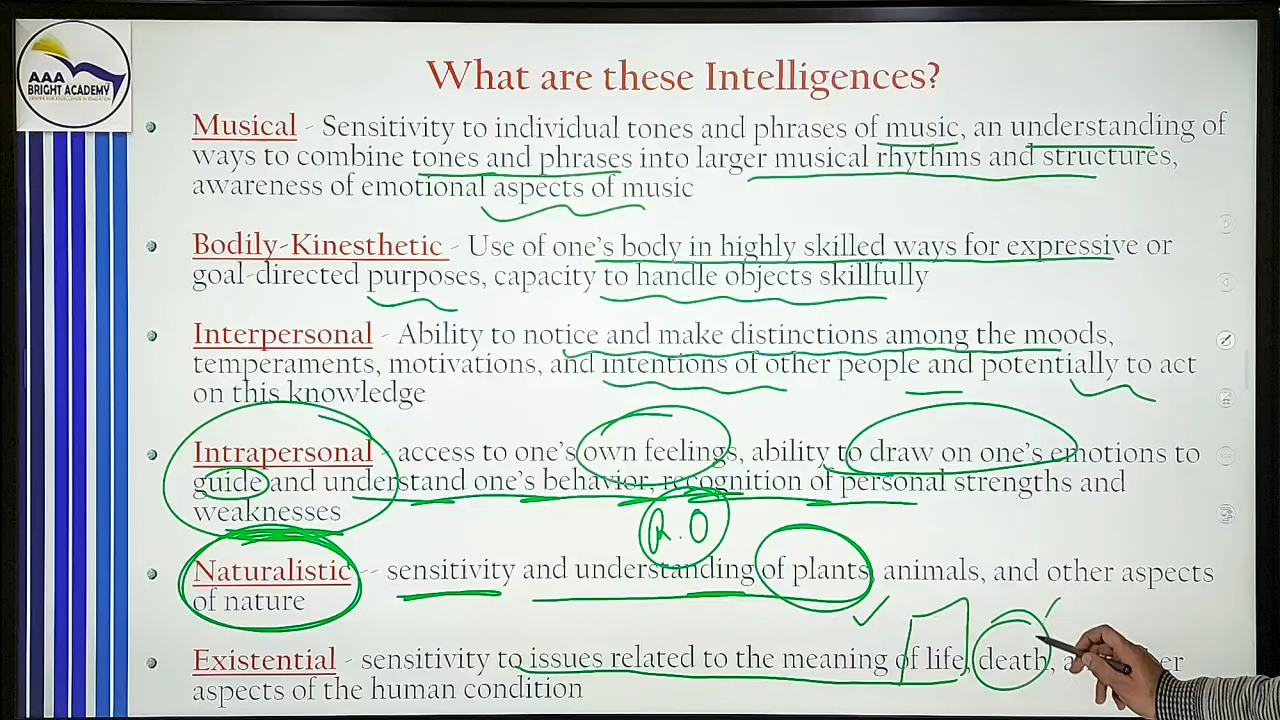 AAA
BRIGHT ACADEMY
CENTER FOR EXCELLENCE IN EDUCATION
What are these Intelligences?
Musical - Sensitivity to individual tones and phrases of music, an understanding of
ways to combine tones and phrases into larger musical rhythms and structures,
awareness of emotional aspects of music
Bodily-Kinesthetic - Use of one's body in highly skilled ways for expressive or
goal-directed purposes, capacity to handle objects skillfully
Interpersonal - Ability to notice and make distinctions among the moods,
temperaments, motivations, and intentions of other people and potentially to act
on this knowledge
Intrapersonal - access to one's own feelings, ability to draw on one's emotions to
guide and understand one's behavior, recognition of personal strengths and
weaknesses
R.O
Naturalistic -- sensitivity and understanding of plants, animals, and other aspects
of nature
Existential - sensitivity to issues related to the meaning of life, death,
aspects of the human condition